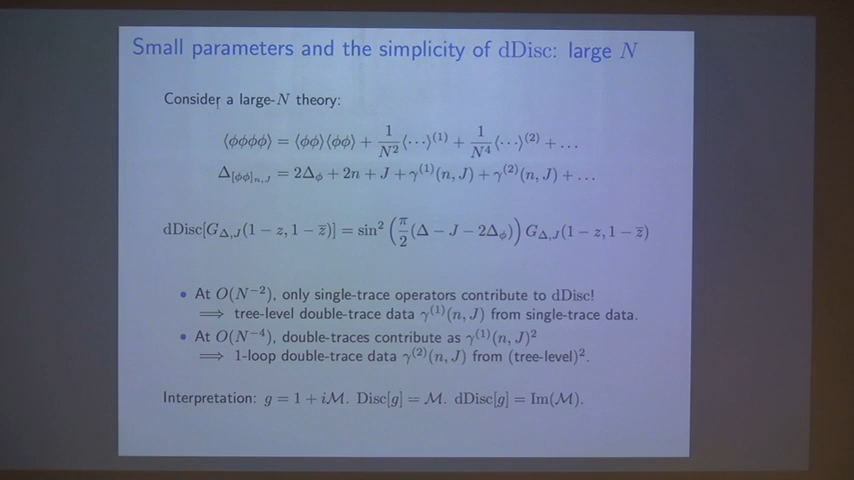 Small parameters and the simplicity of dDisc: large N
Consider a large-N theory:
⟨ϕϕϕϕ⟩ = ⟨ϕϕ⟩⟨ϕϕ⟩ + 1/N² ⟨···⟩⁽¹⁾ + 1/N⁴ ⟨···⟩⁽²⁾ + ...
Δ_{[ϕϕ]_{n,J}} = 2Δ_ϕ + 2n + J + γ⁽¹⁾(n, J) + γ⁽²⁾(n, J) + ...
dDisc[G_{Δ,J}(1 − z, 1 − z̄)] = sin² (π/2 (Δ − J − 2Δ_ϕ)) G_{Δ,J}(1 − z, 1 − z̄)
• At O(N⁻²), only single-trace operators contribute to dDisc!
⟹ tree-level double-trace data γ⁽¹⁾(n, J) from single-trace data.
• At O(N⁻⁴), double-traces contribute as γ⁽¹⁾(n, J)²
⟹ 1-loop double-trace data γ⁽²⁾(n, J) from (tree-level)².
Interpretation: g = 1 + iℳ. Disc[g] = ℳ. dDisc[g] = Im(ℳ).